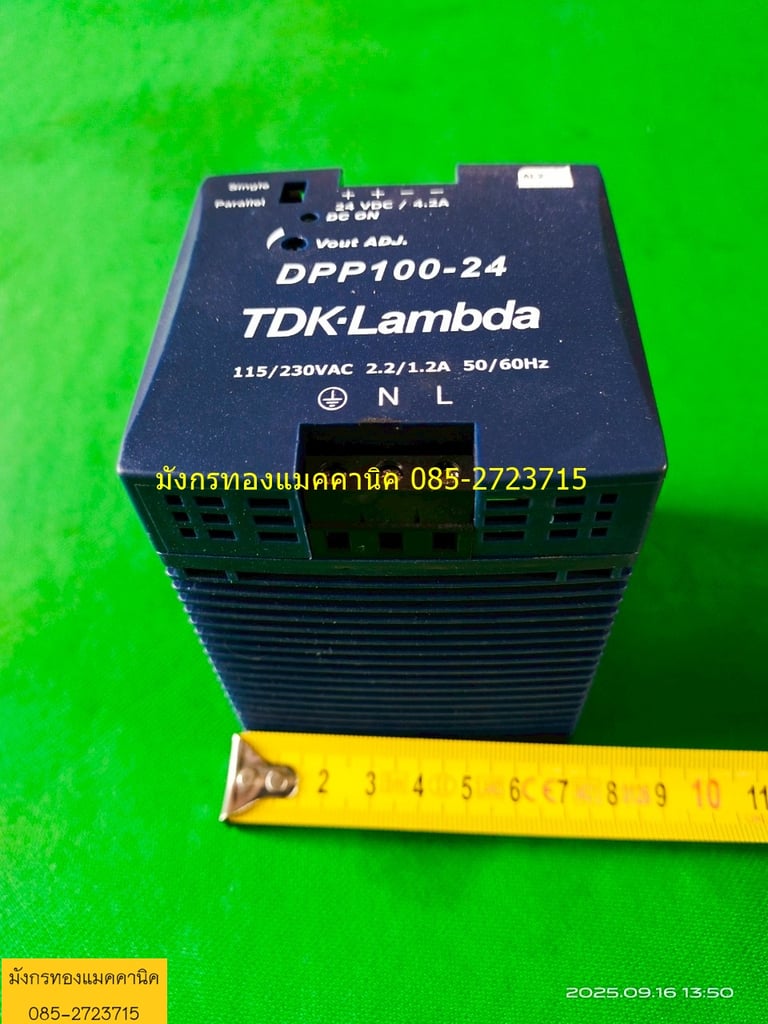 Single
Parallel
+ + − −
24 VDC / 4.2A
DC ON
Vout ADJ.
DPP100-24
TDK·Lambda
115/230VAC 2.2/1.2A 50/60Hz
N L
มังกรทองแมคคานิค 085-2723715
2 3 4 5 6 7 8 9 10 11
มังกรทองแมคคานิค
085-2723715
2025.09.16 13:50